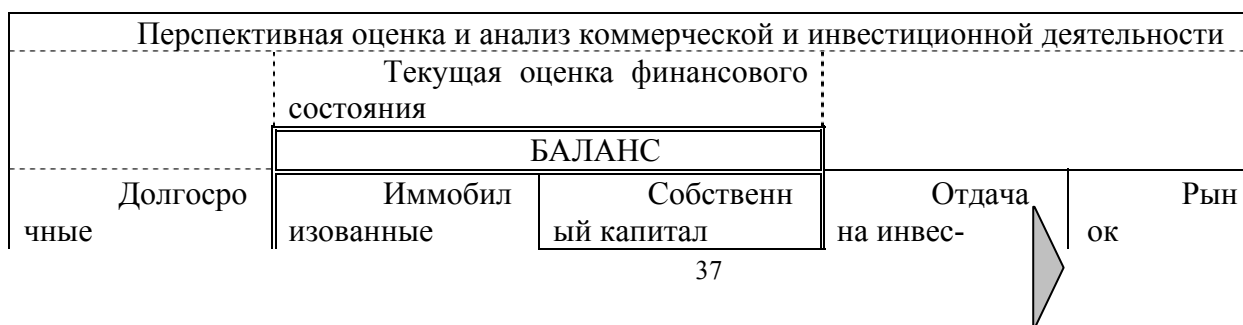 Перспективная оценка и анализ коммерческой и инвестиционной деятельности
Текущая оценка финансового
состояния
БАЛАНС
Долгосро
чные
Иммобил
изованные
Собственн
ый капитал
Отдача
на инвес-
Рын
ок
37